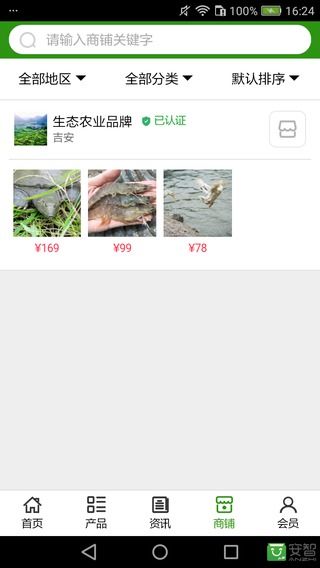 ... 100% 16:24
请输入商铺关键字
全部地区 全部分类 默认排序
生态农业品牌 已认证
吉安
¥169 ¥99 ¥78
首页 产品 资讯 商铺 会员
安智
ANZHI